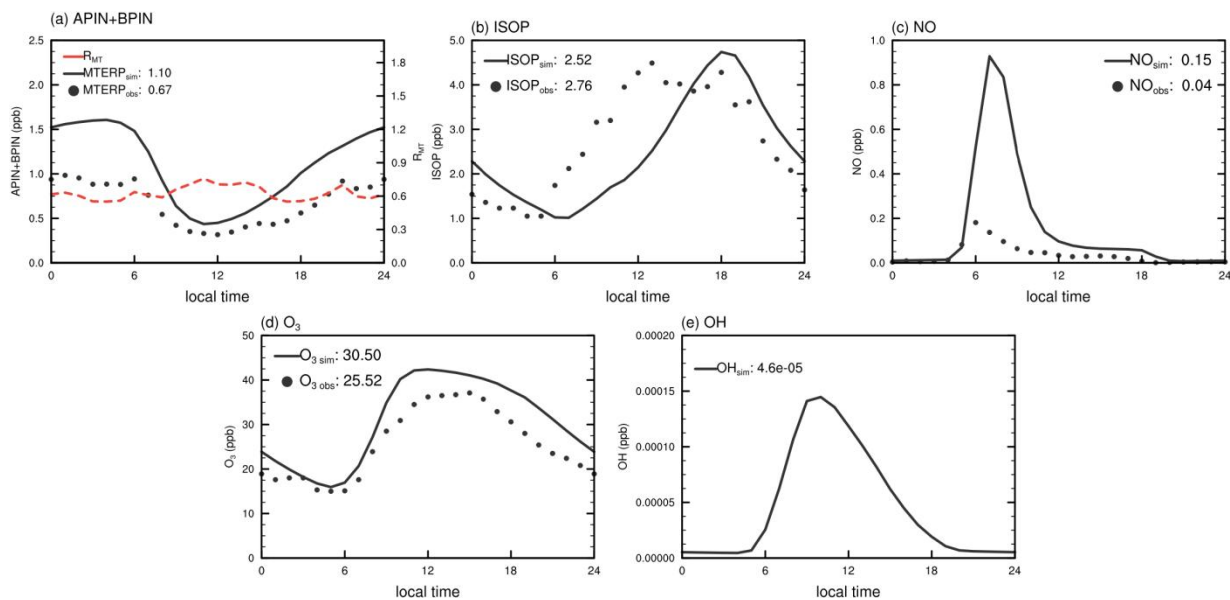 (a) APIN+BPIN
2.5
2.0
1.5
1.0
0.5
0.0
APIN+BPIN (ppb)
R_MT
MTERP_sim: 1.10
MTERP_obs: 0.67
1.8
1.5
1.2
0.9
0.6
0.3
0.0
R_MT
0 6 12 18 24
local time
(b) ISOP
5.0
4.0
3.0
2.0
1.0
0.0
ISOP (ppb)
ISOP_sim: 2.52
ISOP_obs: 2.76
0 6 12 18 24
local time
(c) NO
1.0
0.8
0.6
0.4
0.2
0.0
NO (ppb)
NO_sim: 0.15
NO_obs: 0.04
0 6 12 18 24
local time
(d) O₃
50
40
30
20
10
0
O₃ (ppb)
O₃ sim: 30.50
O₃ obs: 25.52
0 6 12 18 24
local time
(e) OH
0.00020
0.00015
0.00010
0.00005
0.00000
OH (ppb)
OH_sim: 4.6e-05
0 6 12 18 24
local time